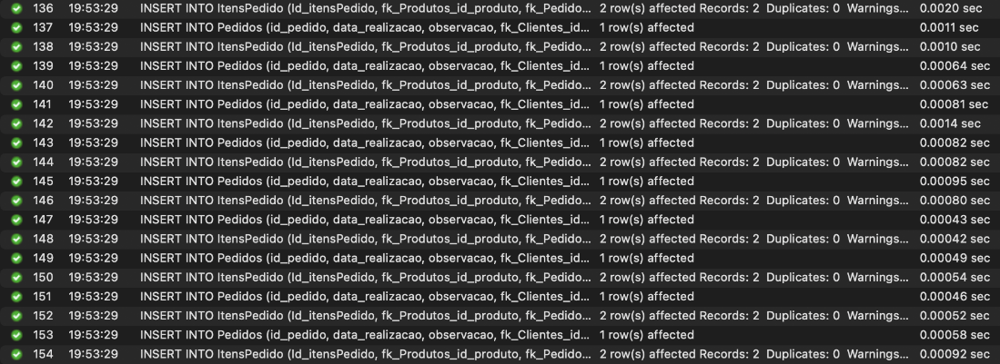 136 19:53:29 INSERT INTO ItensPedido (Id_itensPedido, fk_Produtos_id_produto, fk_Pedido... 2 row(s) affected Records: 2 Duplicates: 0 Warnings... 0.0020 sec
137 19:53:29 INSERT INTO Pedidos (id_pedido, data_realizacao, observacao, fk_Clientes_id... 1 row(s) affected 0.0011 sec
138 19:53:29 INSERT INTO ItensPedido (Id_itensPedido, fk_Produtos_id_produto, fk_Pedido... 2 row(s) affected Records: 2 Duplicates: 0 Warnings... 0.0010 sec
139 19:53:29 INSERT INTO Pedidos (id_pedido, data_realizacao, observacao, fk_Clientes_id... 1 row(s) affected 0.00064 sec
140 19:53:29 INSERT INTO ItensPedido (Id_itensPedido, fk_Produtos_id_produto, fk_Pedido... 2 row(s) affected Records: 2 Duplicates: 0 Warnings... 0.00063 sec
141 19:53:29 INSERT INTO Pedidos (id_pedido, data_realizacao, observacao, fk_Clientes_id... 1 row(s) affected 0.00081 sec
142 19:53:29 INSERT INTO ItensPedido (Id_itensPedido, fk_Produtos_id_produto, fk_Pedido... 2 row(s) affected Records: 2 Duplicates: 0 Warnings... 0.0014 sec
143 19:53:29 INSERT INTO Pedidos (id_pedido, data_realizacao, observacao, fk_Clientes_id... 1 row(s) affected 0.00082 sec
144 19:53:29 INSERT INTO ItensPedido (Id_itensPedido, fk_Produtos_id_produto, fk_Pedido... 2 row(s) affected Records: 2 Duplicates: 0 Warnings... 0.00082 sec
145 19:53:29 INSERT INTO Pedidos (id_pedido, data_realizacao, observacao, fk_Clientes_id... 1 row(s) affected 0.00095 sec
146 19:53:29 INSERT INTO ItensPedido (Id_itensPedido, fk_Produtos_id_produto, fk_Pedido... 2 row(s) affected Records: 2 Duplicates: 0 Warnings... 0.00080 sec
147 19:53:29 INSERT INTO Pedidos (id_pedido, data_realizacao, observacao, fk_Clientes_id... 1 row(s) affected 0.00043 sec
148 19:53:29 INSERT INTO ItensPedido (Id_itensPedido, fk_Produtos_id_produto, fk_Pedido... 2 row(s) affected Records: 2 Duplicates: 0 Warnings... 0.00042 sec
149 19:53:29 INSERT INTO Pedidos (id_pedido, data_realizacao, observacao, fk_Clientes_id... 1 row(s) affected 0.00049 sec
150 19:53:29 INSERT INTO ItensPedido (Id_itensPedido, fk_Produtos_id_produto, fk_Pedido... 2 row(s) affected Records: 2 Duplicates: 0 Warnings... 0.00054 sec
151 19:53:29 INSERT INTO Pedidos (id_pedido, data_realizacao, observacao, fk_Clientes_id... 1 row(s) affected 0.00046 sec
152 19:53:29 INSERT INTO ItensPedido (Id_itensPedido, fk_Produtos_id_produto, fk_Pedido... 2 row(s) affected Records: 2 Duplicates: 0 Warnings... 0.00052 sec
153 19:53:29 INSERT INTO Pedidos (id_pedido, data_realizacao, observacao, fk_Clientes_id... 1 row(s) affected 0.00058 sec
154 19:53:29 INSERT INTO ItensPedido (Id_itensPedido, fk_Produtos_id_produto, fk_Pedido... 2 row(s) affected Records: 2 Duplicates: 0 Warnings... 0.00092 sec